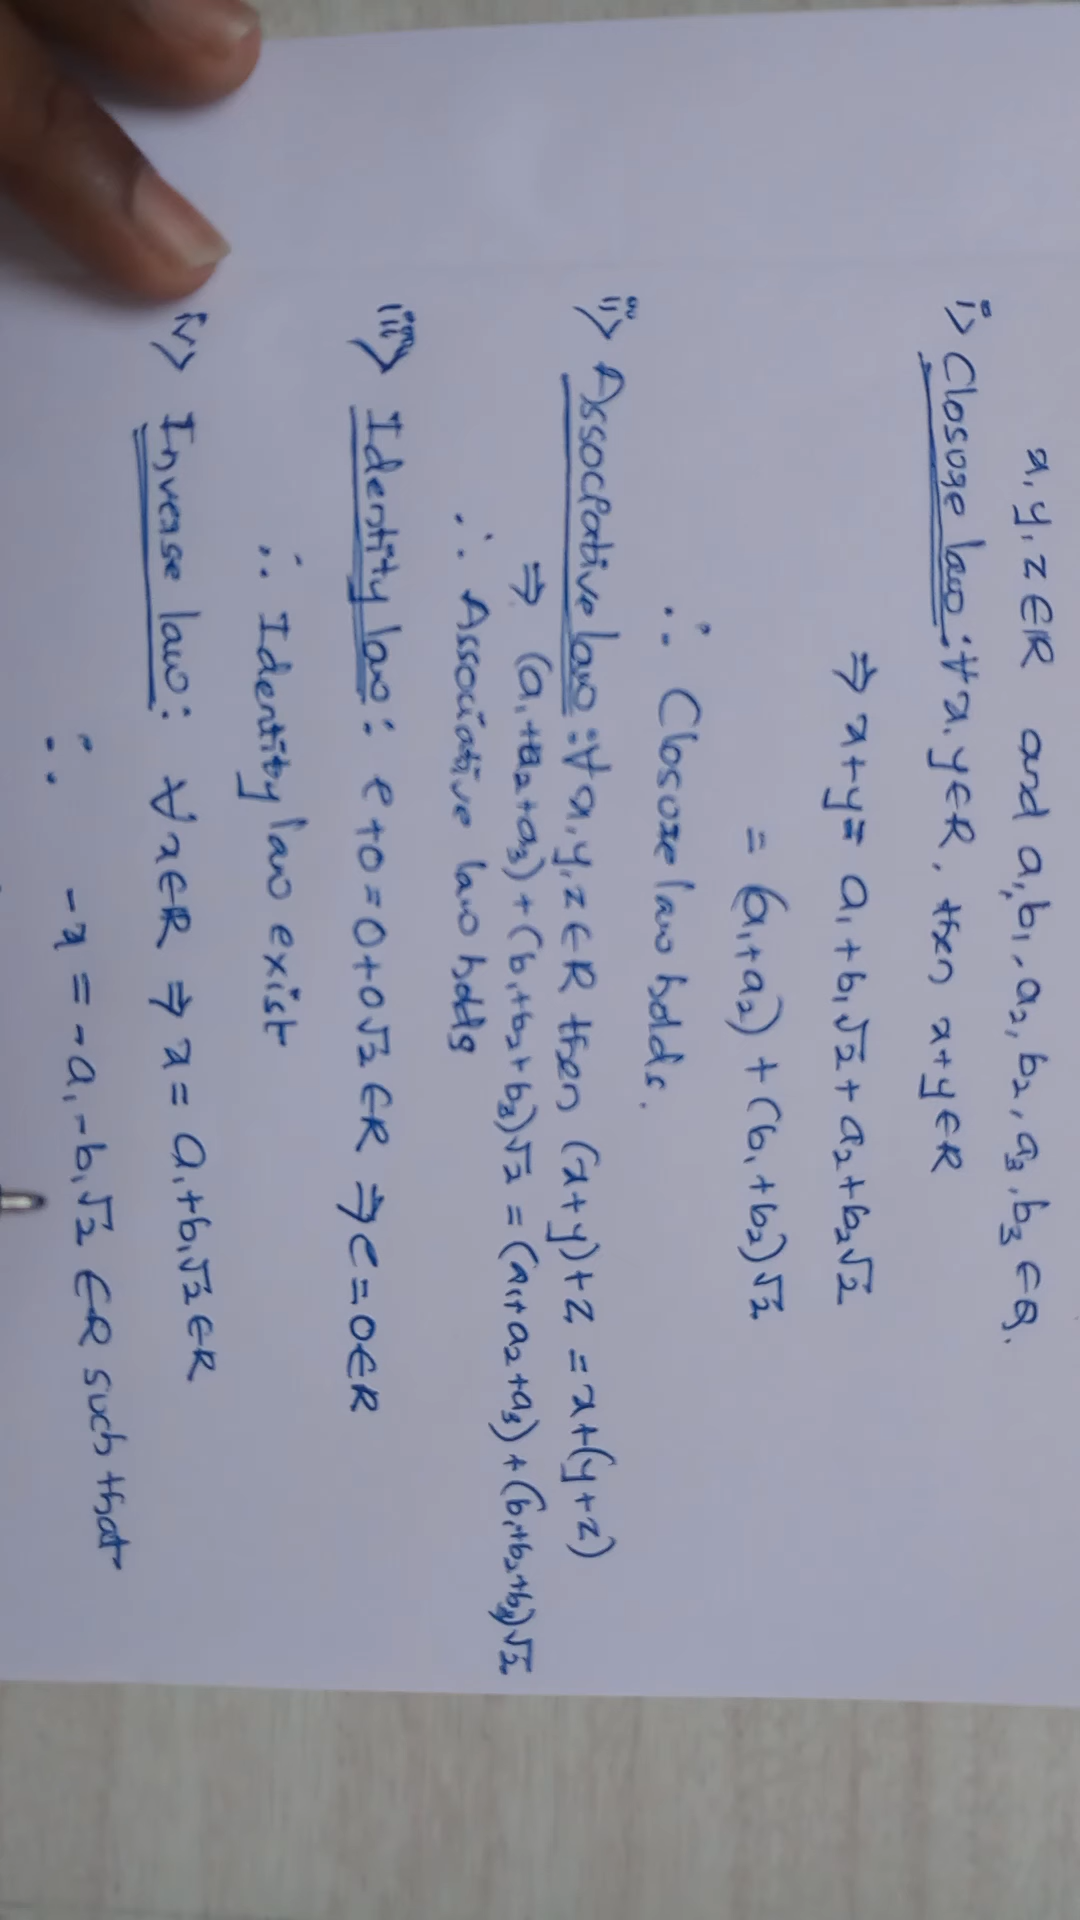 x, y, z ∈ R and a₁, b₁, a₂, b₂, a₃, b₃ ∈ Q.
i> Closure law : ∀ x, y ∈ R, then x+y ∈ R
⇒ x+y = a₁+b₁√2 + a₂+b₂√2
= (a₁+a₂) + (b₁+b₂)√2
∴ Closure law holds.
ii> Associative law : ∀ x, y, z ∈ R then (x+y)+z = x+(y+z)
⇒ (a₁+a₂+a₃)+(b₁+b₂+b₃)√2 = (a₁+a₂+a₃)+(b₁+b₂+b₃)√2
∴ Associative law holds
iii> Identity law : e+0=0+0√2 ∈ R ⇒ e=0 ∈ R
∴ Identity law exist
iv> Inverse law : ∀ x ∈ R ⇒ x = a₁+b₁√2 ∈ R
∴ -x = -a₁-b₁√2 ∈ R such that